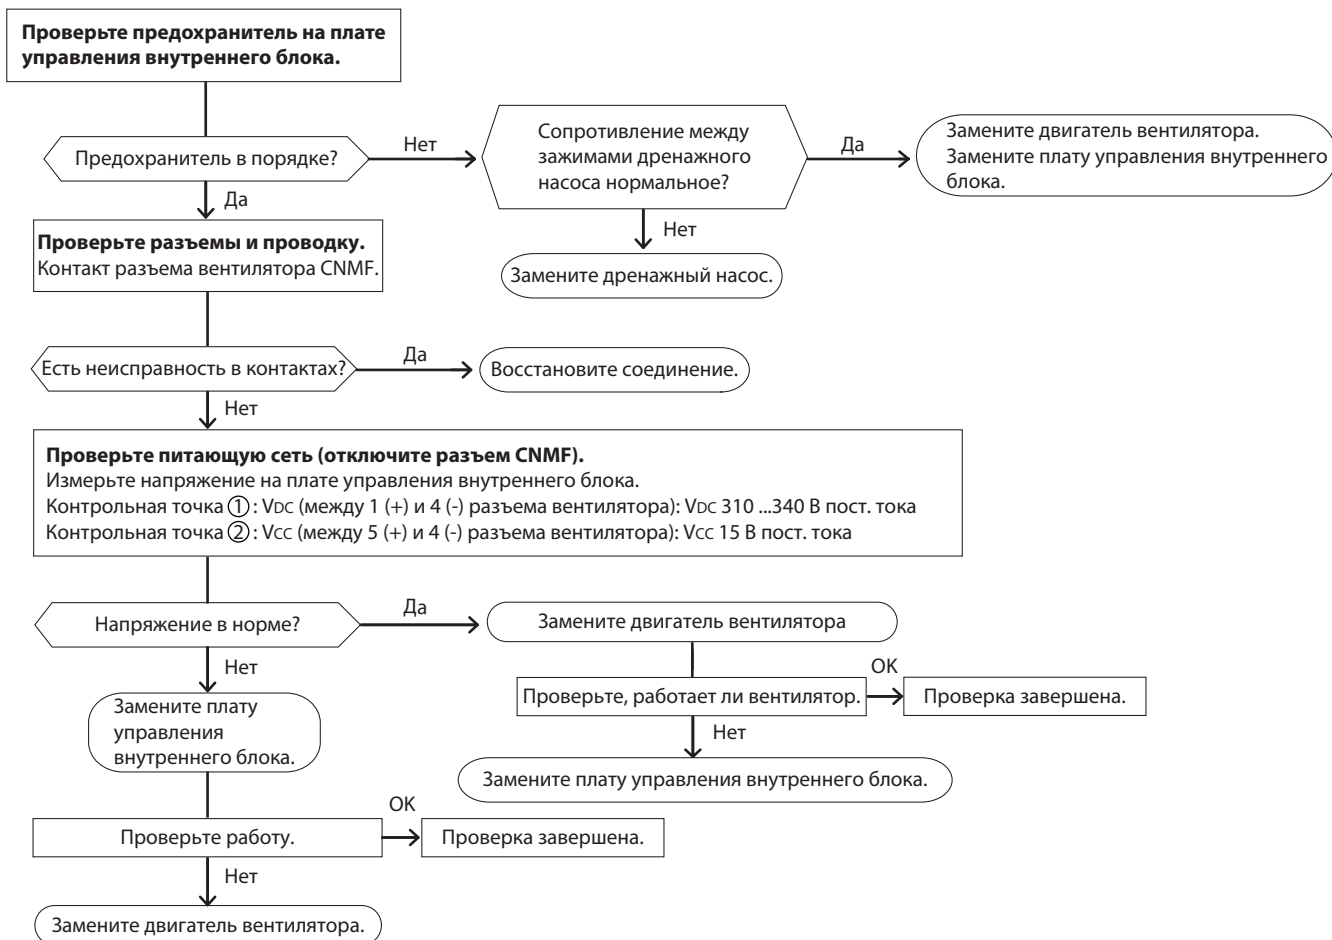 Проверьте предохранитель на плате
управления внутреннего блока.
Предохранитель в порядке?
Нет
Сопротивление между
зажимами дренажного
насоса нормальное?
Да
Замените двигатель вентилятора.
Замените плату управления внутреннего
блока.
Да
Нет
Проверьте разъемы и проводку.
Контакт разъема вентилятора CNMF.
Замените дренажный насос.
Есть неисправность в контактах?
Да
Восстановите соединение.
Нет
Проверьте питающую сеть (отключите разъем CNMF).
Измерьте напряжение на плате управления внутреннего блока.
Контрольная точка ①: VDC (между 1 (+) и 4 (-) разъема вентилятора): VDC 310 ...340 В пост. тока
Контрольная точка ②: VCC (между 5 (+) и 4 (-) разъема вентилятора): VCC 15 В пост. тока
Напряжение в норме?
Да
Замените двигатель вентилятора
Нет
OK
Проверьте, работает ли вентилятор.
Проверка завершена.
Замените плату
управления
внутреннего блока.
Нет
Замените плату управления внутреннего блока.
OK
Проверьте работу.
Проверка завершена.
Нет
Замените двигатель вентилятора.